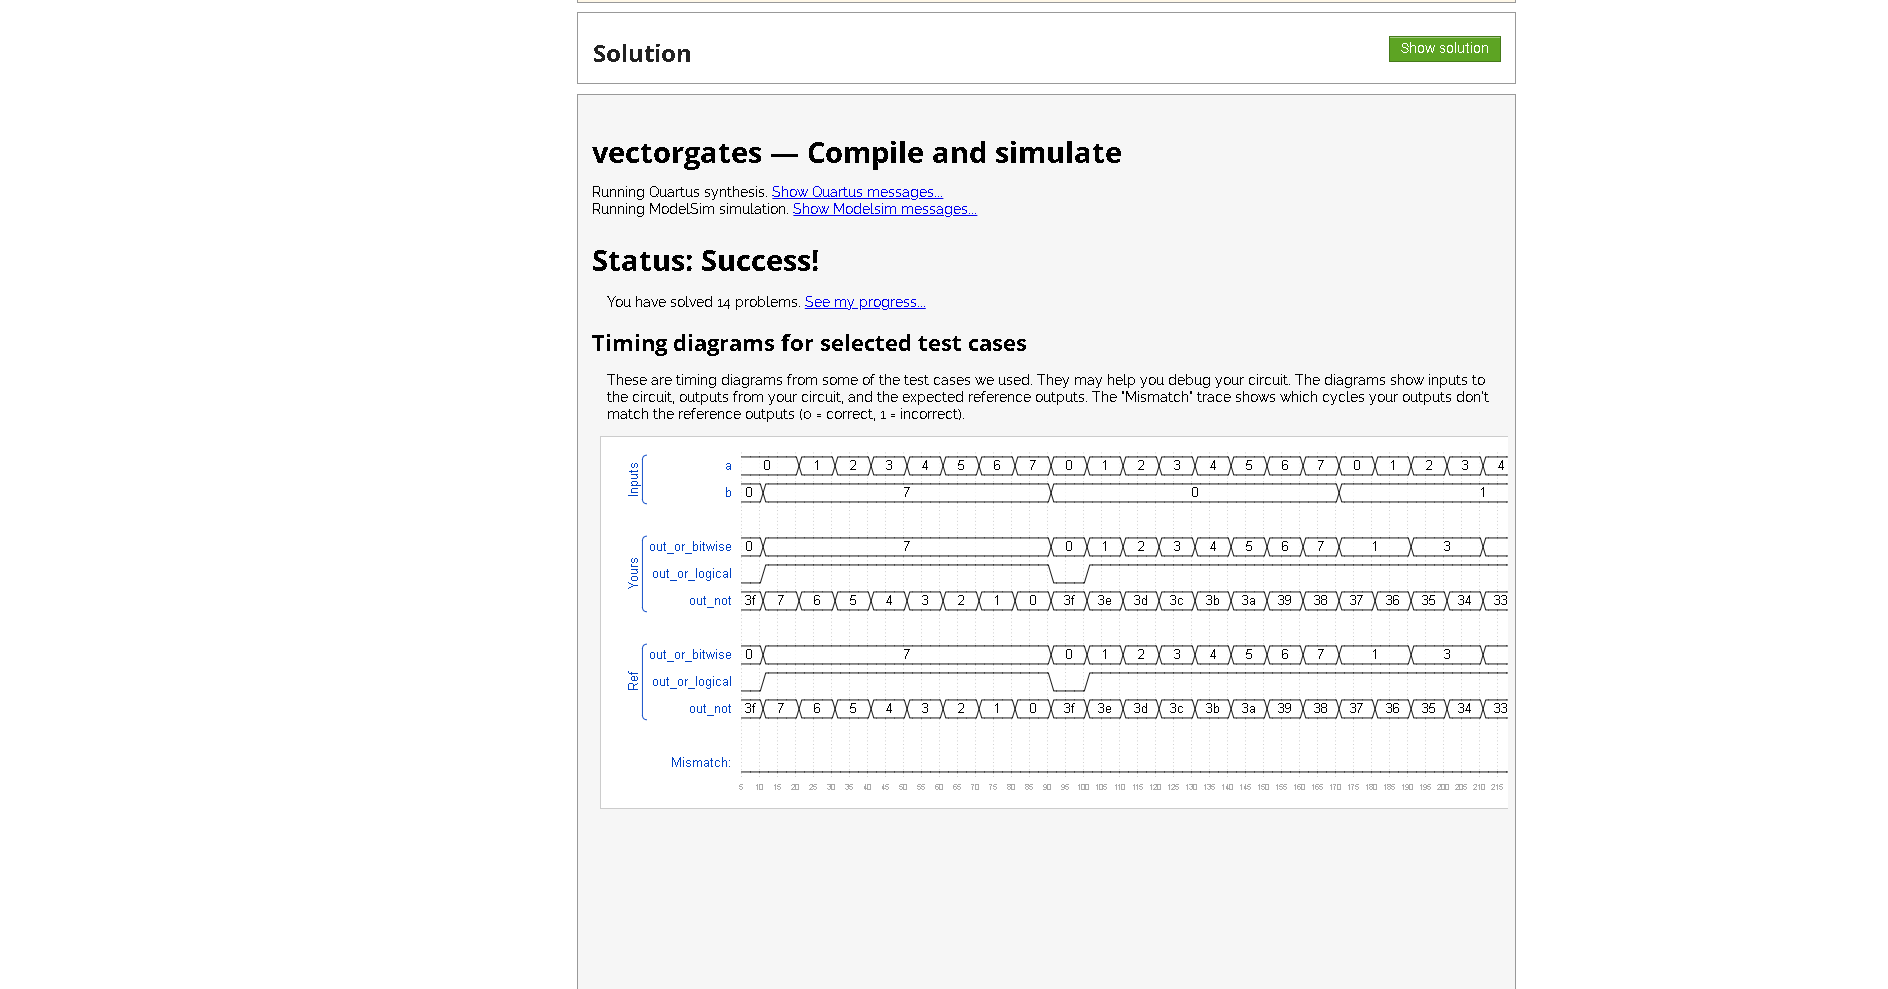 Solution
Show solution
vectorgates — Compile and simulate
Running Quartus synthesis. Show Quartus messages...
Running ModelSim simulation. Show Modelsim messages...
Status: Success!
You have solved 14 problems. See my progress...
Timing diagrams for selected test cases
These are timing diagrams from some of the test cases we used. They may help you debug your circuit. The diagrams show inputs to
the circuit, outputs from your circuit, and the expected reference outputs. The "Mismatch" trace shows which cycles your outputs don't
match the reference outputs (0 = correct, 1 = incorrect).
Inputs
a 0 1 2 3 4 5 6 7 0 1 2 3 4 5 6 7 0 1 2 3 4
b 0 7 0 1
Yours
out_or_bitwise 0 7 0 1 2 3 4 5 6 7 1 3
out_or_logical
out_not 3f 7 6 5 4 3 2 1 0 3f 3e 3d 3c 3b 3a 39 38 37 36 35 34 33
Ref
out_or_bitwise 0 7 0 1 2 3 4 5 6 7 1 3
out_or_logical
out_not 3f 7 6 5 4 3 2 1 0 3f 3e 3d 3c 3b 3a 39 38 37 36 35 34 33
Mismatch:
5 10 15 20 25 30 35 40 45 50 55 60 65 70 75 80 85 90 95 100 105 110 115 120 125 130 135 140 145 150 155 160 165 170 175 180 185 190 195 200 205 210 215